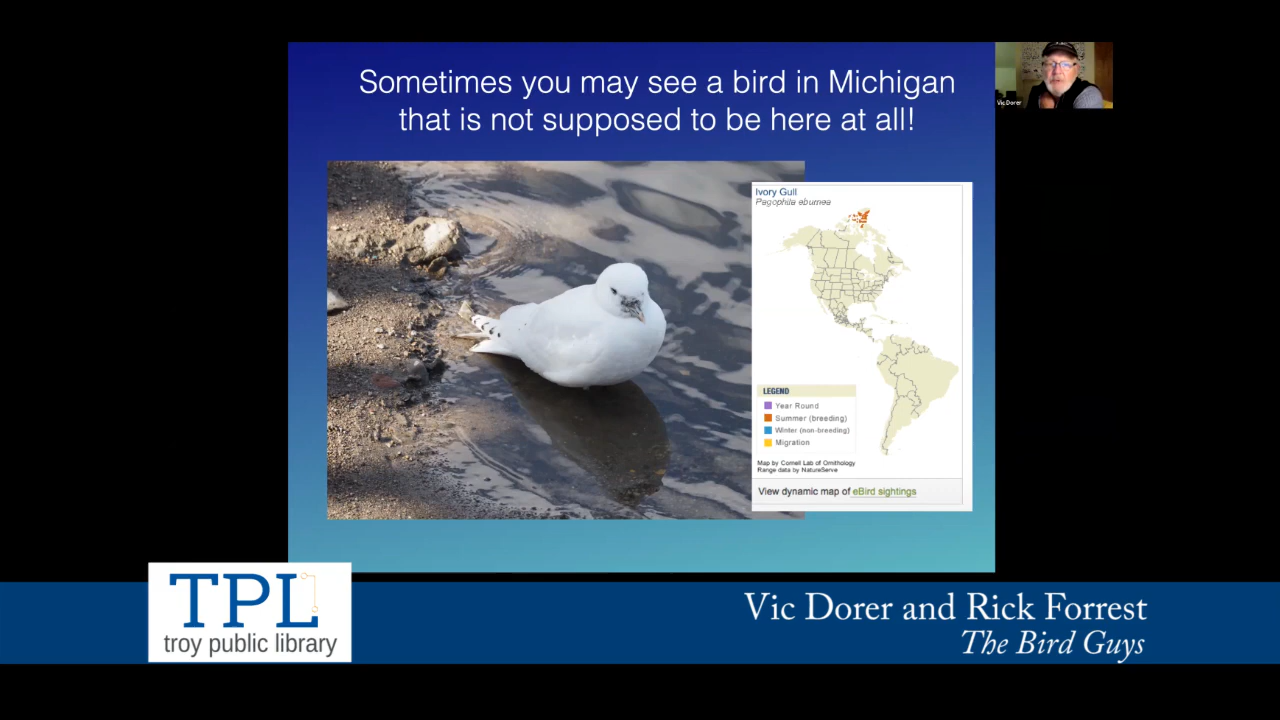 Sometimes you may see a bird in Michigan
that is not supposed to be here at all!
Vic Dorer
Ivory Gull
Pagophila eburnea
LEGEND
Year Round
Summer (breeding)
Winter (non-breeding)
Migration
Map by Cornell Lab of Ornithology
Range data by NatureServe
View dynamic map of eBird sightings
TPL
troy public library
Vic Dorer and Rick Forrest
The Bird Guys